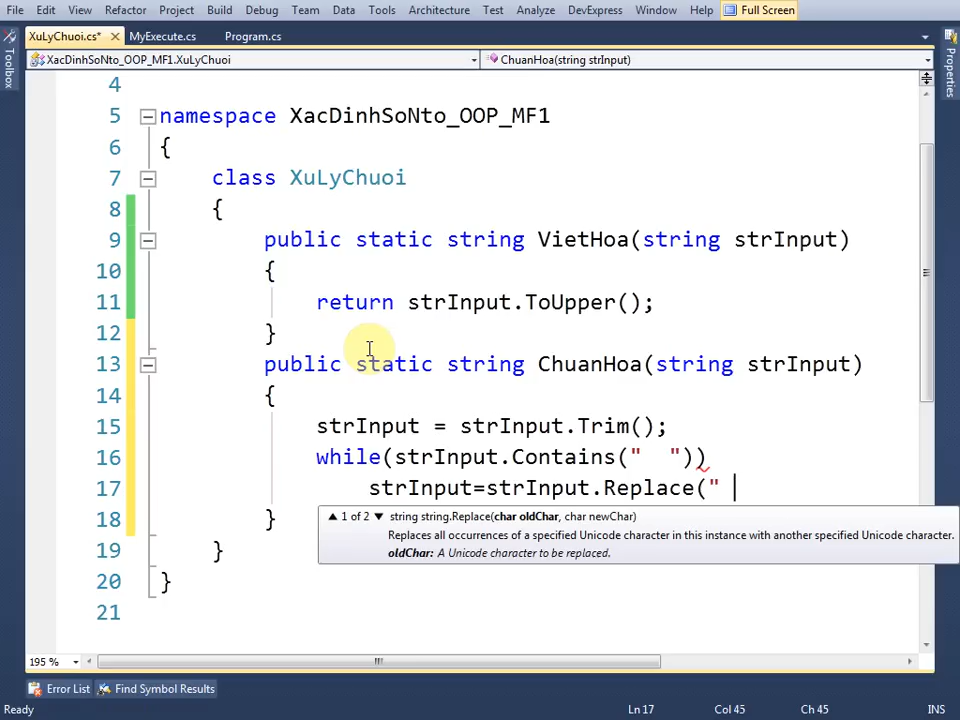 File Edit View Refactor Project Build Debug Team Data Tools Architecture Test Analyze DevExpress Window Help Full Screen
XuLyChuoi.cs* MyExecute.cs Program.cs
Toolbox
Properties
XacDinhSoNto_OOP_MF1.XuLyChuoi ChuanHoa(string strInput)
4
5 namespace XacDinhSoNto_OOP_MF1
6 {
7 class XuLyChuoi
8 {
9 public static string VietHoa(string strInput)
10 {
11 return strInput.ToUpper();
12 }
13 public static string ChuanHoa(string strInput)
14 {
15 strInput = strInput.Trim();
16 while(strInput.Contains("  "))
17 strInput=strInput.Replace(" 
18 }
1 of 2 string string.Replace(char oldChar, char newChar)
Replaces all occurrences of a specified Unicode character in this instance with another specified Unicode character.
oldChar: A Unicode character to be replaced.
19 }
20 }
21
195 %
Error List Find Symbol Results
Ready Ln 17 Col 45 Ch 45 INS